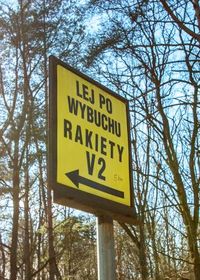 LEJ PO
WYBUCHU
RAKIETY
V2